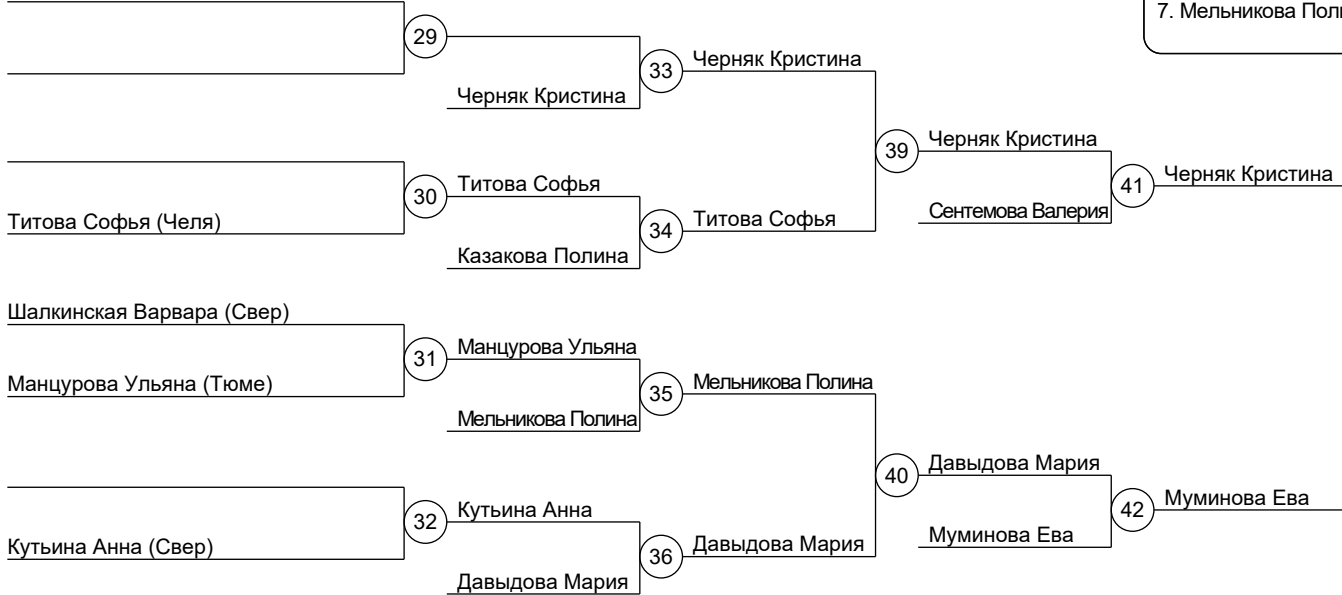 7. Мельникова Поли
29
33
Черняк Кристина
Черняк Кристина
39
Черняк Кристина
41
Черняк Кристина
Сентемова Валерия
30
Титова Софья
Титова Софья (Челя)
34
Титова Софья
Казакова Полина
Шалкинская Варвара (Свер)
31
Манцурова Ульяна
Манцурова Ульяна (Тюме)
35
Мельникова Полина
Мельникова Полина
40
Давыдова Мария
42
Муминова Ева
Муминова Ева
32
Кутьина Анна
Кутьина Анна (Свер)
36
Давыдова Мария
Давыдова Мария